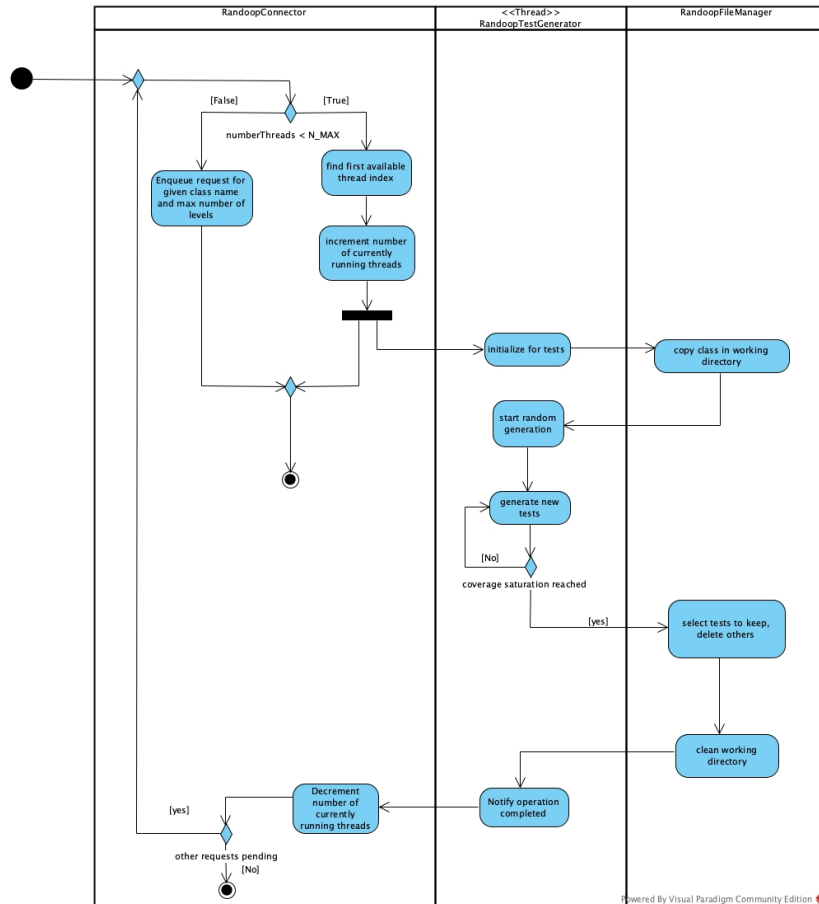 RandoopConnector
<<Thread>>
RandoopTestGenerator
RandoopFileManager
[False]
[True]
numberThreads < N_MAX
Enqueue request for
given class name
and max number of
levels
find first available
thread index
increment number
of currently
running threads
initialize for tests
copy class in working
directory
start random
generation
generate new
tests
[No]
coverage saturation reached
[yes]
select tests to keep,
delete others
clean working
directory
Notify operation
completed
Decrement
number of
currently
running threads
[yes]
other requests pending
[No]
Powered By Visual Paradigm Community Edition